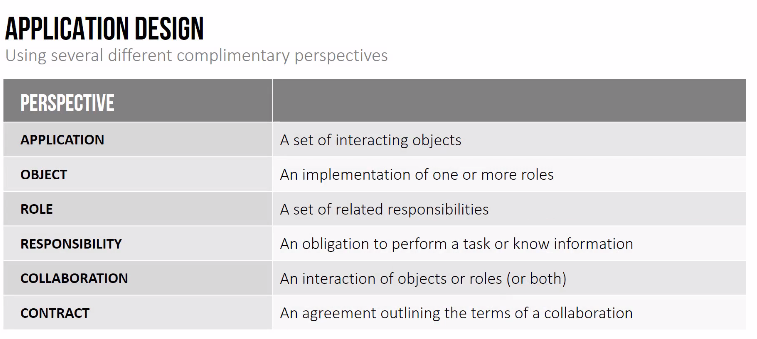 APPLICATION DESIGN
Using several different complimentary perspectives
PERSPECTIVE
APPLICATION A set of interacting objects
OBJECT An implementation of one or more roles
ROLE A set of related responsibilities
RESPONSIBILITY An obligation to perform a task or know information
COLLABORATION An interaction of objects or roles (or both)
CONTRACT An agreement outlining the terms of a collaboration